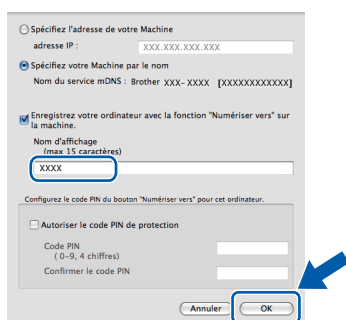 Spécifiez l'adresse de votre Machine
adresse IP : XXX.XXX.XXX.XXX
Spécifiez votre Machine par le nom
Nom du service mDNS : Brother XXX-XXXX [XXXXXXXXXXXX]
Enregistrez votre ordinateur avec la fonction "Numériser vers" sur
la machine.
Nom d'affichage
(max 15 caractères)
XXXX
Configurez le code PIN du bouton "Numériser vers" pour cet ordinateur.
Autoriser le code PIN de protection
Code PIN
( 0-9, 4 chiffres)
Confirmer le code PIN
Annuler OK